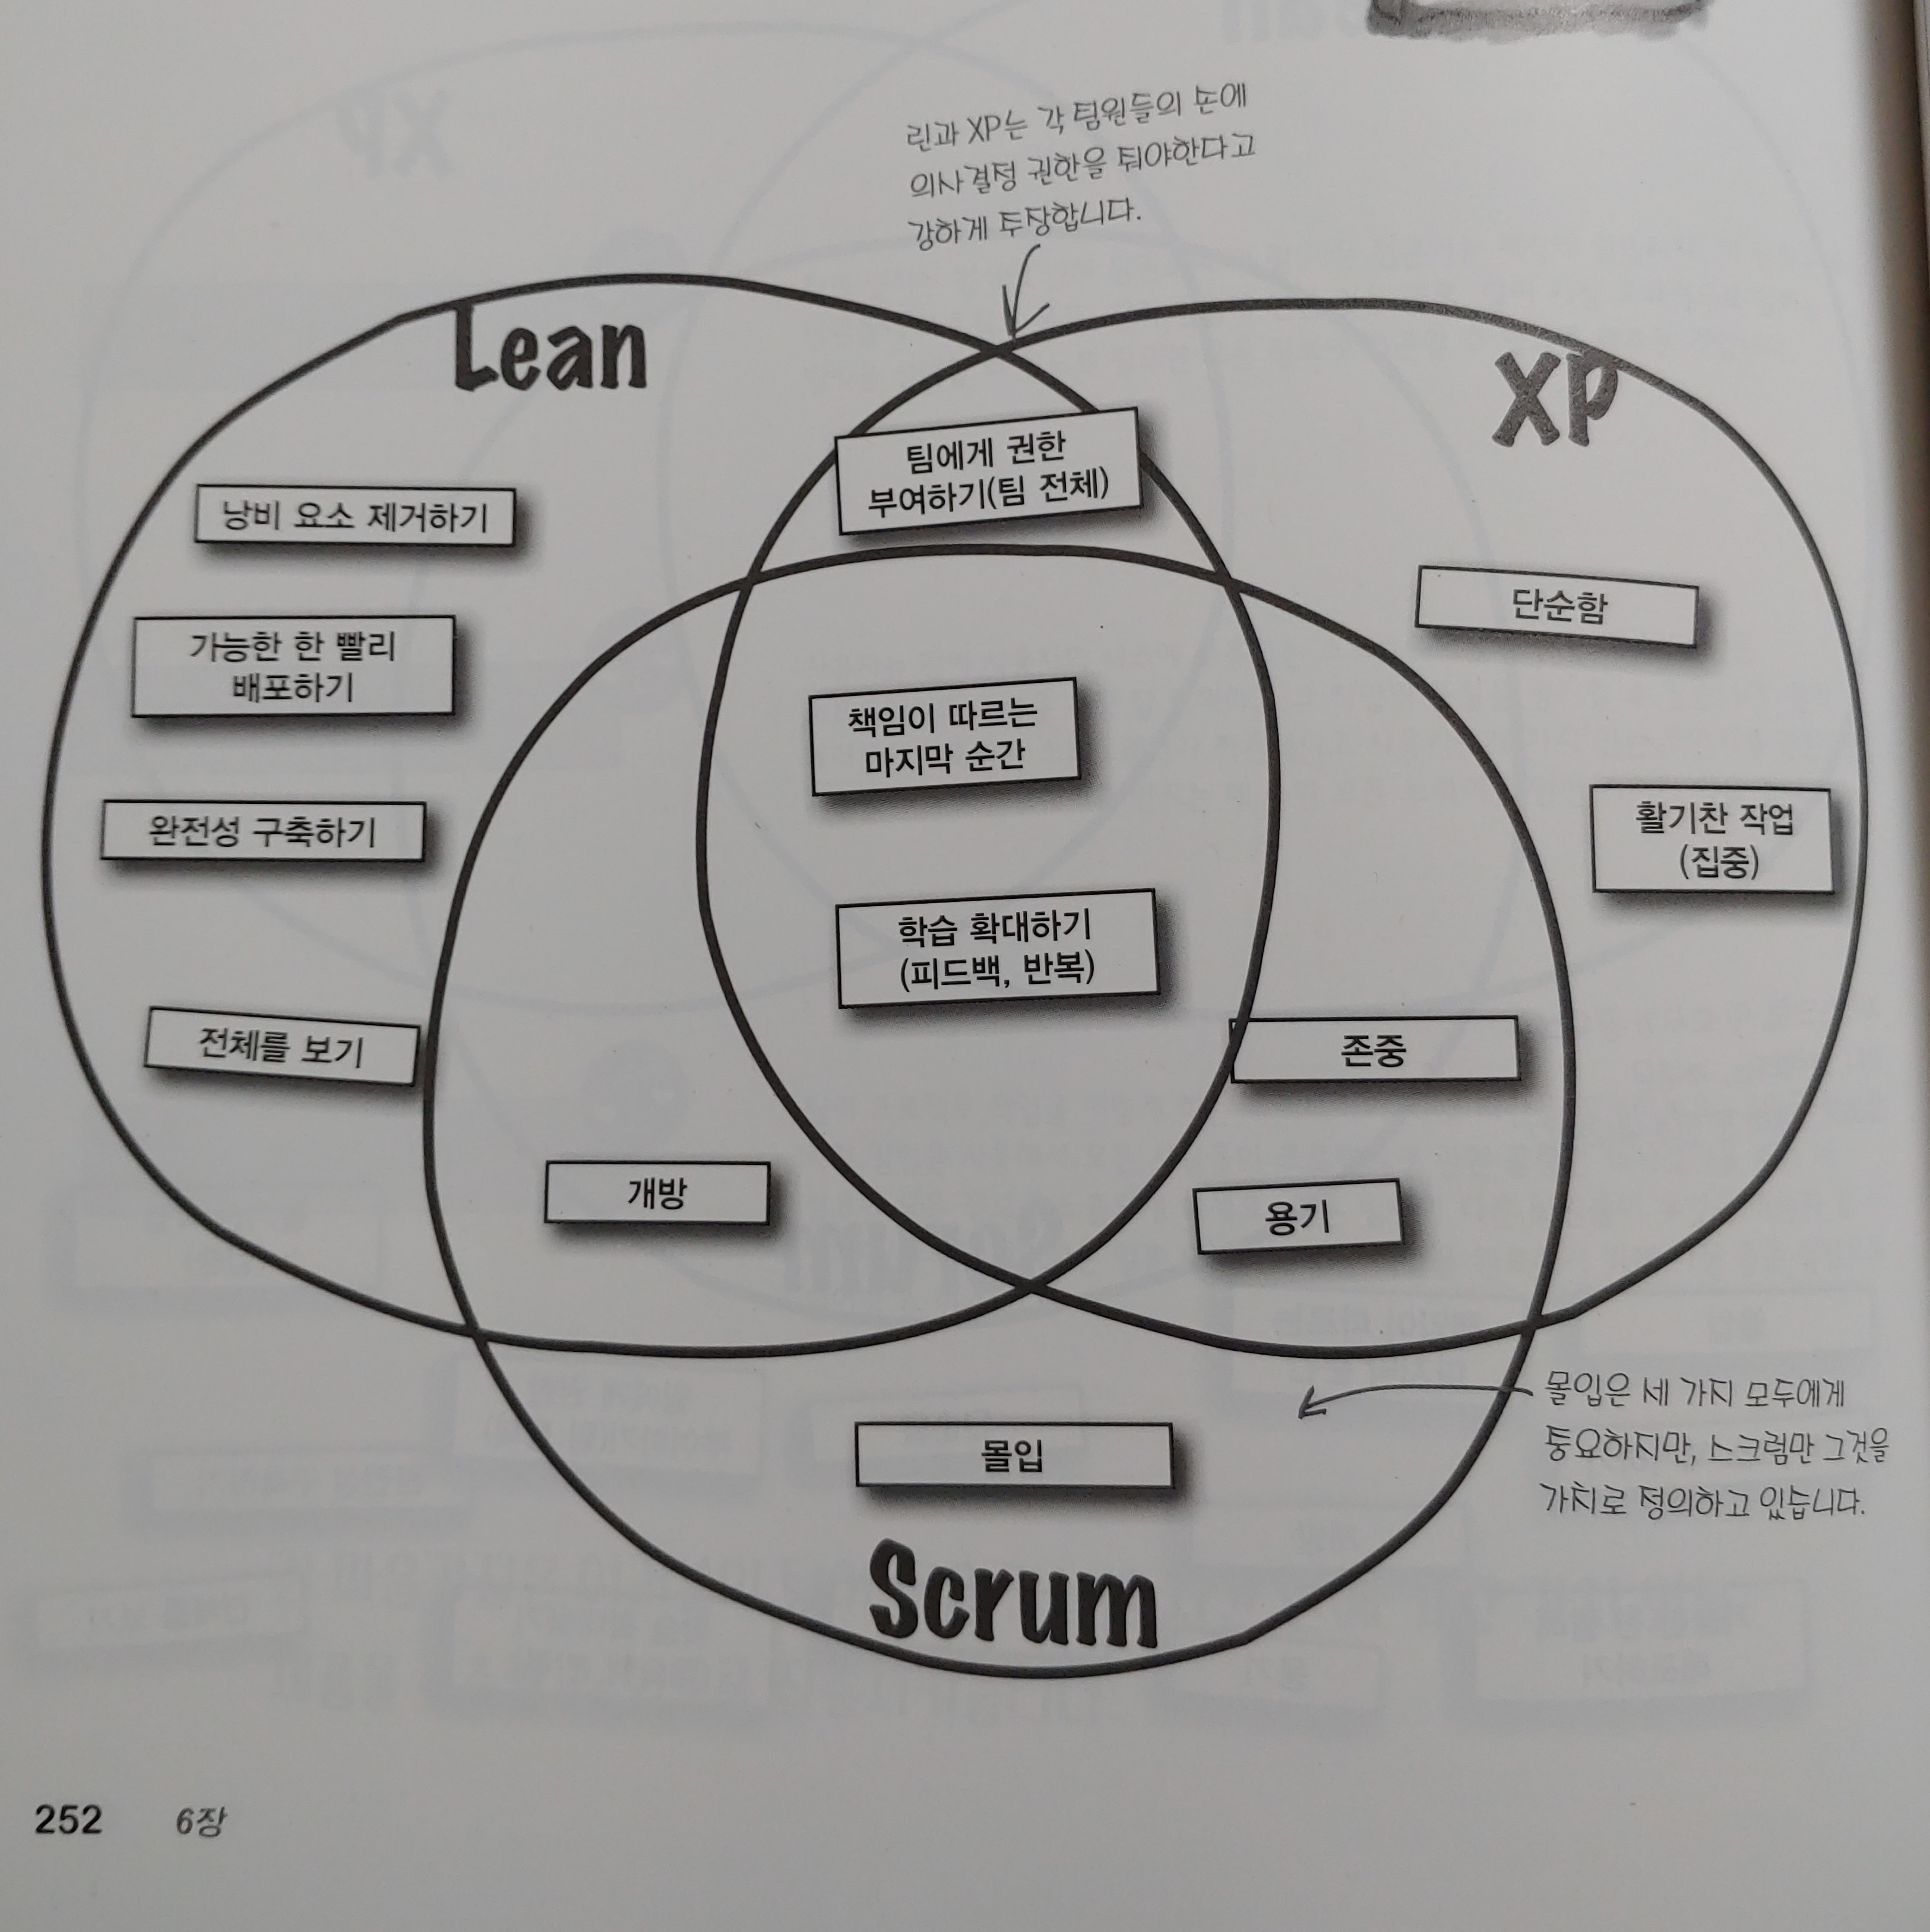 린과 XP는 각 팀원들의 손에
의사결정 권한을 줘야한다고
강하게 주장합니다.
Lean
XP
팀에게 권한
부여하기(팀 전체)
낭비 요소 제거하기
단순함
가능한 한 빨리
배포하기
책임이 따르는
마지막 순간
완전성 구축하기
활기찬 작업
(집중)
학습 확대하기
(피드백, 반복)
전체를 보기
존중
개방
용기
몰입은 세 가지 모두에게
중요하지만, 스크럼만 그것을
가치로 정의하고 있습니다.
몰입
Scrum
252 6장